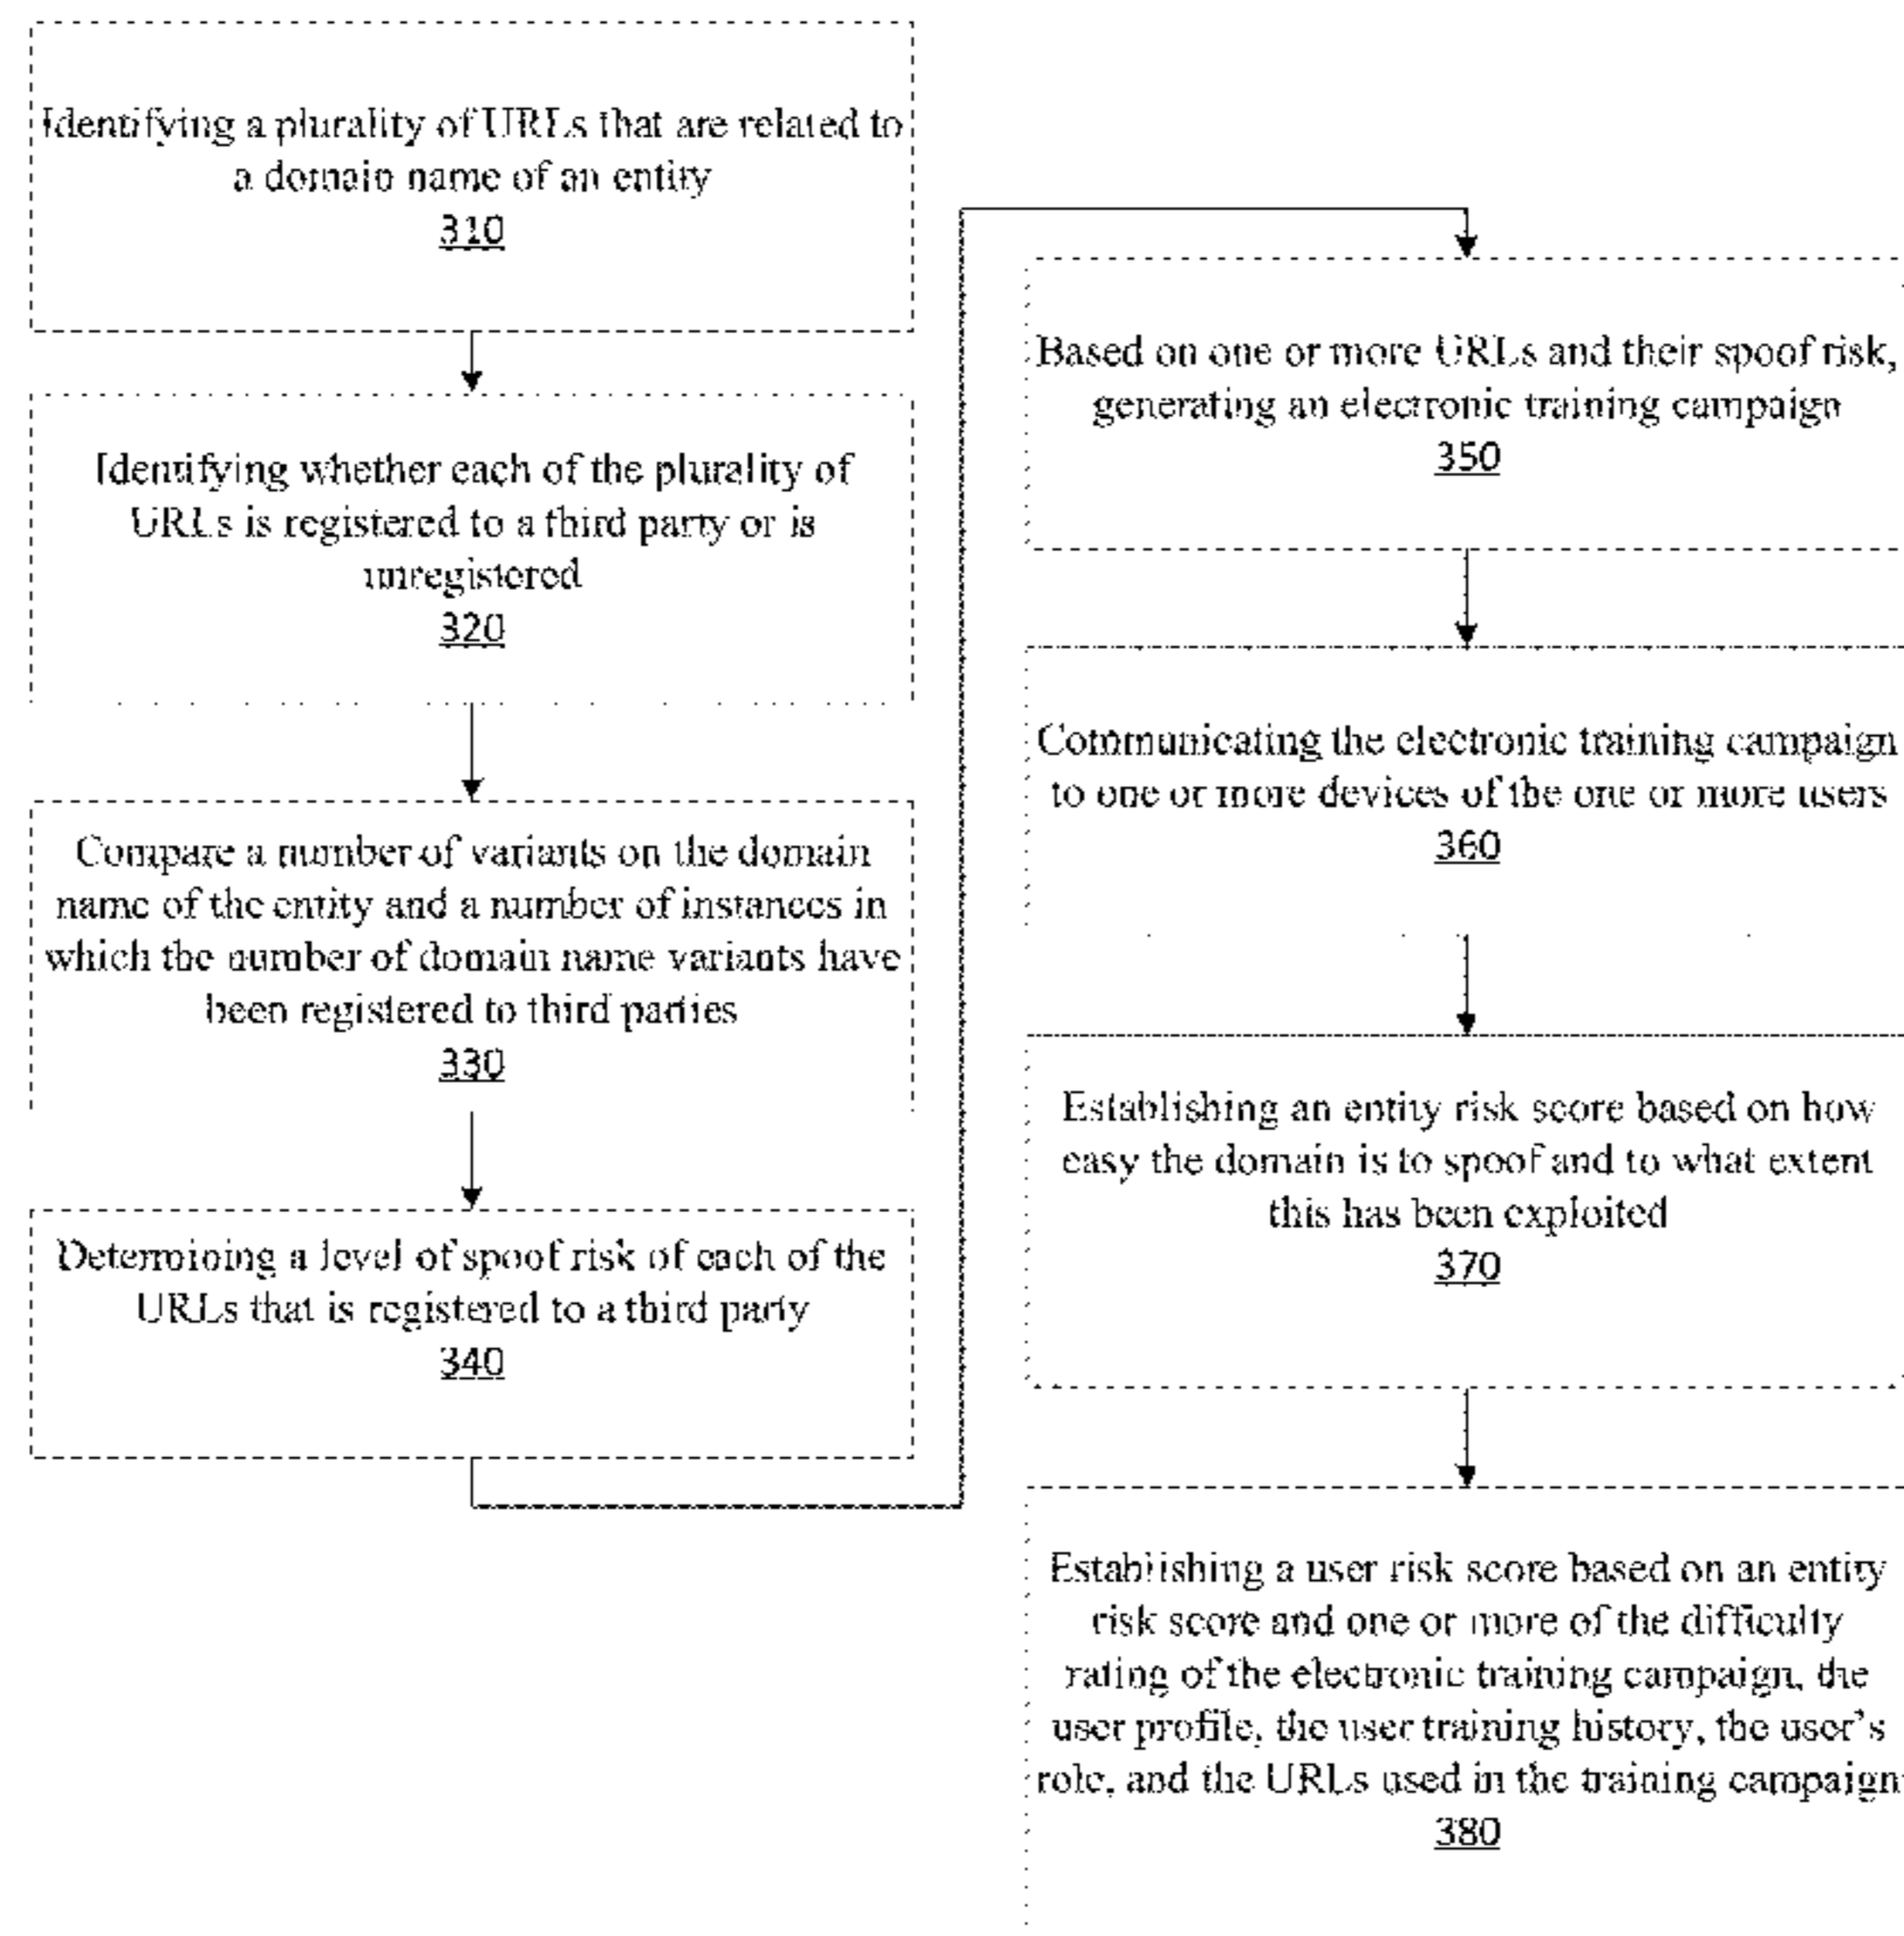 Identifying a plurality of URLs that are related to
a domain name of an entity
310
Identifying whether each of the plurality of
URLs is registered to a third party or is
unregistered
320
Compare a number of variants on the domain
name of the entity and a number of instances in
which the number of domain name variants have
been registered to third parties
330
Determining a level of spoof risk of each of the
URLs that is registered to a third party
340
Based on one or more URLs and their spoof risk,
generating an electronic training campaign
350
Communicating the electronic training campaign
to one or more devices of the one or more users
360
Establishing an entity risk score based on how
easy the domain is to spoof and to what extent
this has been exploited
370
Establishing a user risk score based on an entity
risk score and one or more of the difficulty
rating of the electronic training campaign, the
user profile, the user training history, the user's
role, and the URLs used in the training campaign
380